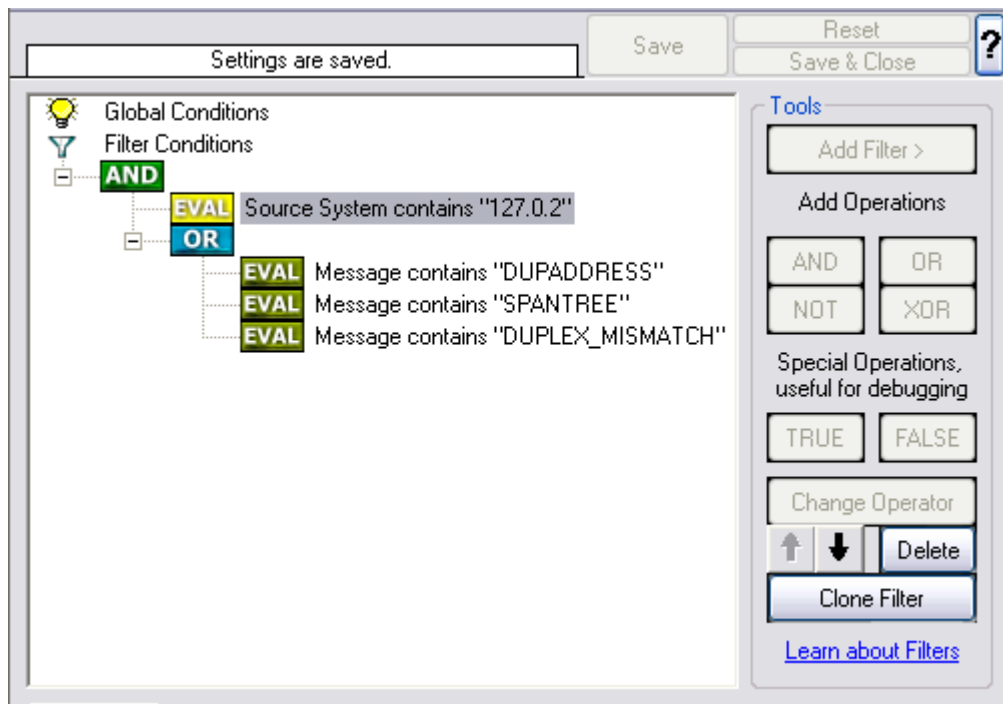 Settings are saved.
Save
Reset
Save & Close
?
Global Conditions
Filter Conditions
AND
EVAL Source System contains "127.0.2"
OR
EVAL Message contains "DUPADDRESS"
EVAL Message contains "SPANTREE"
EVAL Message contains "DUPLEX_MISMATCH"
Tools
Add Filter >
Add Operations
AND OR
NOT XOR
Special Operations,
useful for debugging
TRUE FALSE
Change Operator
Delete
Clone Filter
Learn about Filters